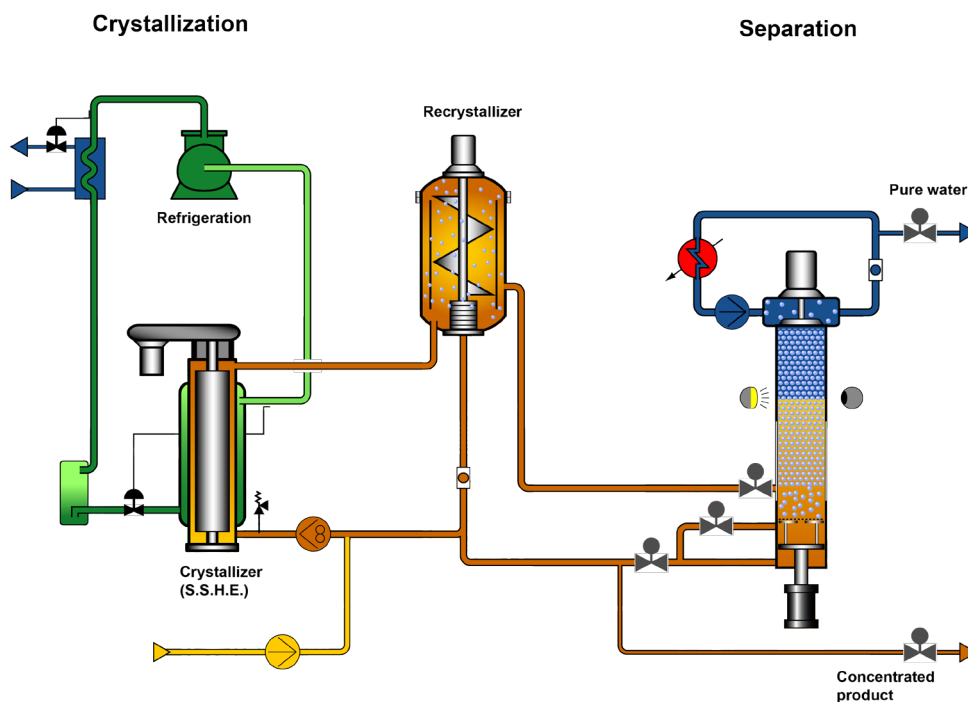 Crystallization
Separation
Recrystallizer
Refrigeration
Pure water
Crystallizer
(S.S.H.E.)
Concentrated
product